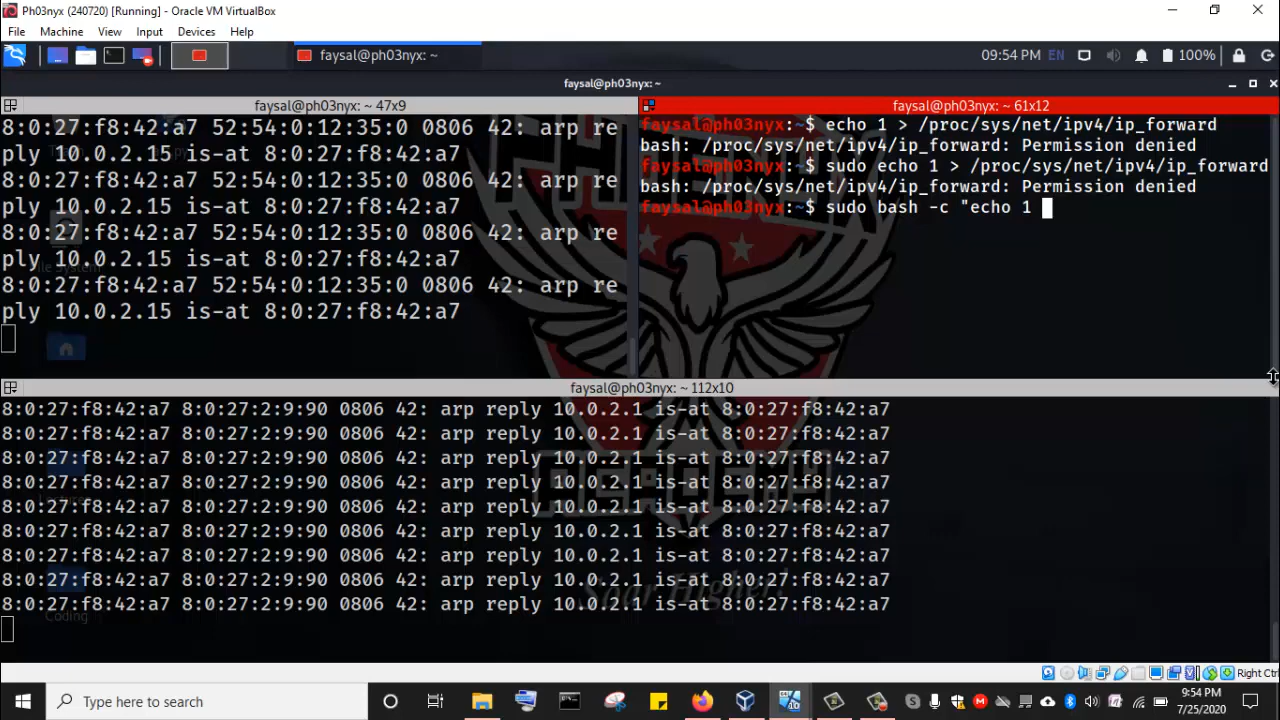 Ph03nyx (240720) [Running] - Oracle VM VirtualBox
File Machine View Input Devices Help
faysal@ph03nyx: ~
09:54 PM EN 100%
faysal@ph03nyx: ~
faysal@ph03nyx: ~ 47x9
8:0:27:f8:42:a7 52:54:0:12:35:0 0806 42: arp re
ply 10.0.2.15 is-at 8:0:27:f8:42:a7
8:0:27:f8:42:a7 52:54:0:12:35:0 0806 42: arp re
ply 10.0.2.15 is-at 8:0:27:f8:42:a7
8:0:27:f8:42:a7 52:54:0:12:35:0 0806 42: arp re
ply 10.0.2.15 is-at 8:0:27:f8:42:a7
8:0:27:f8:42:a7 52:54:0:12:35:0 0806 42: arp re
ply 10.0.2.15 is-at 8:0:27:f8:42:a7
faysal@ph03nyx: ~ 61x12
faysal@ph03nyx:~$ echo 1 > /proc/sys/net/ipv4/ip_forward
bash: /proc/sys/net/ipv4/ip_forward: Permission denied
faysal@ph03nyx:~$ sudo echo 1 > /proc/sys/net/ipv4/ip_forward
bash: /proc/sys/net/ipv4/ip_forward: Permission denied
faysal@ph03nyx:~$ sudo bash -c "echo 1
File System
faysal@ph03nyx: ~ 112x10
8:0:27:f8:42:a7 8:0:27:2:9:90 0806 42: arp reply 10.0.2.1 is-at 8:0:27:f8:42:a7
8:0:27:f8:42:a7 8:0:27:2:9:90 0806 42: arp reply 10.0.2.1 is-at 8:0:27:f8:42:a7
8:0:27:f8:42:a7 8:0:27:2:9:90 0806 42: arp reply 10.0.2.1 is-at 8:0:27:f8:42:a7
8:0:27:f8:42:a7 8:0:27:2:9:90 0806 42: arp reply 10.0.2.1 is-at 8:0:27:f8:42:a7
8:0:27:f8:42:a7 8:0:27:2:9:90 0806 42: arp reply 10.0.2.1 is-at 8:0:27:f8:42:a7
8:0:27:f8:42:a7 8:0:27:2:9:90 0806 42: arp reply 10.0.2.1 is-at 8:0:27:f8:42:a7
8:0:27:f8:42:a7 8:0:27:2:9:90 0806 42: arp reply 10.0.2.1 is-at 8:0:27:f8:42:a7
8:0:27:f8:42:a7 8:0:27:2:9:90 0806 42: arp reply 10.0.2.1 is-at 8:0:27:f8:42:a7
8:0:27:f8:42:a7 8:0:27:2:9:90 0806 42: arp reply 10.0.2.1 is-at 8:0:27:f8:42:a7
Soar Higher!
Coding
Right Ctrl
Type here to search
9:54 PM
7/25/2020